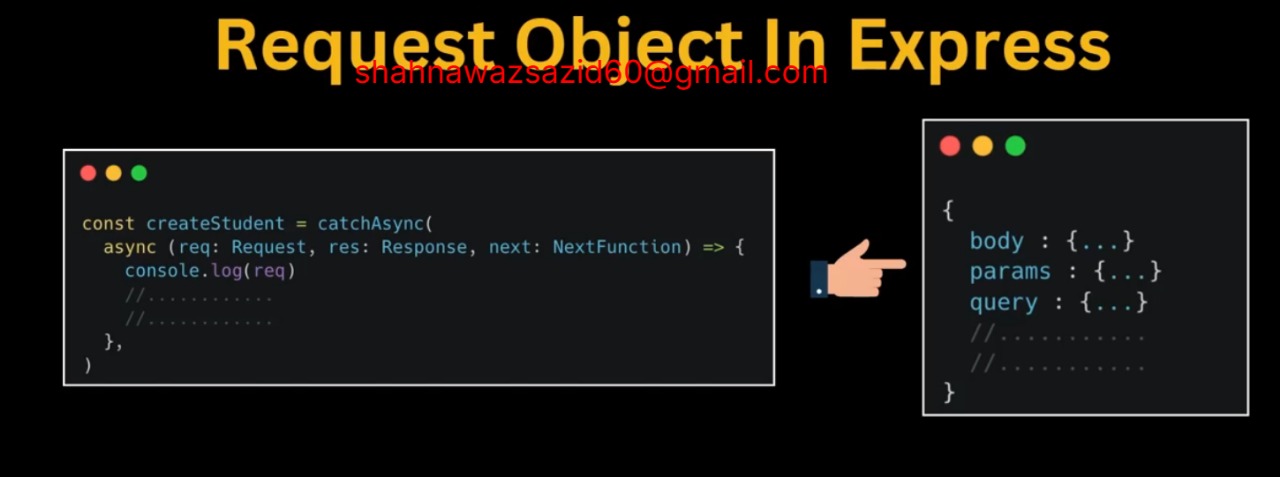 Request Object In Express
shahnawazsazid60@gmail.com
const createStudent = catchAsync(
  async (req: Request, res: Response, next: NextFunction) => {
    console.log(req)
    //............
    //............
  },
)
{
  body : {...}
  params : {...}
  query : {...}
  //...........
  //...........
}